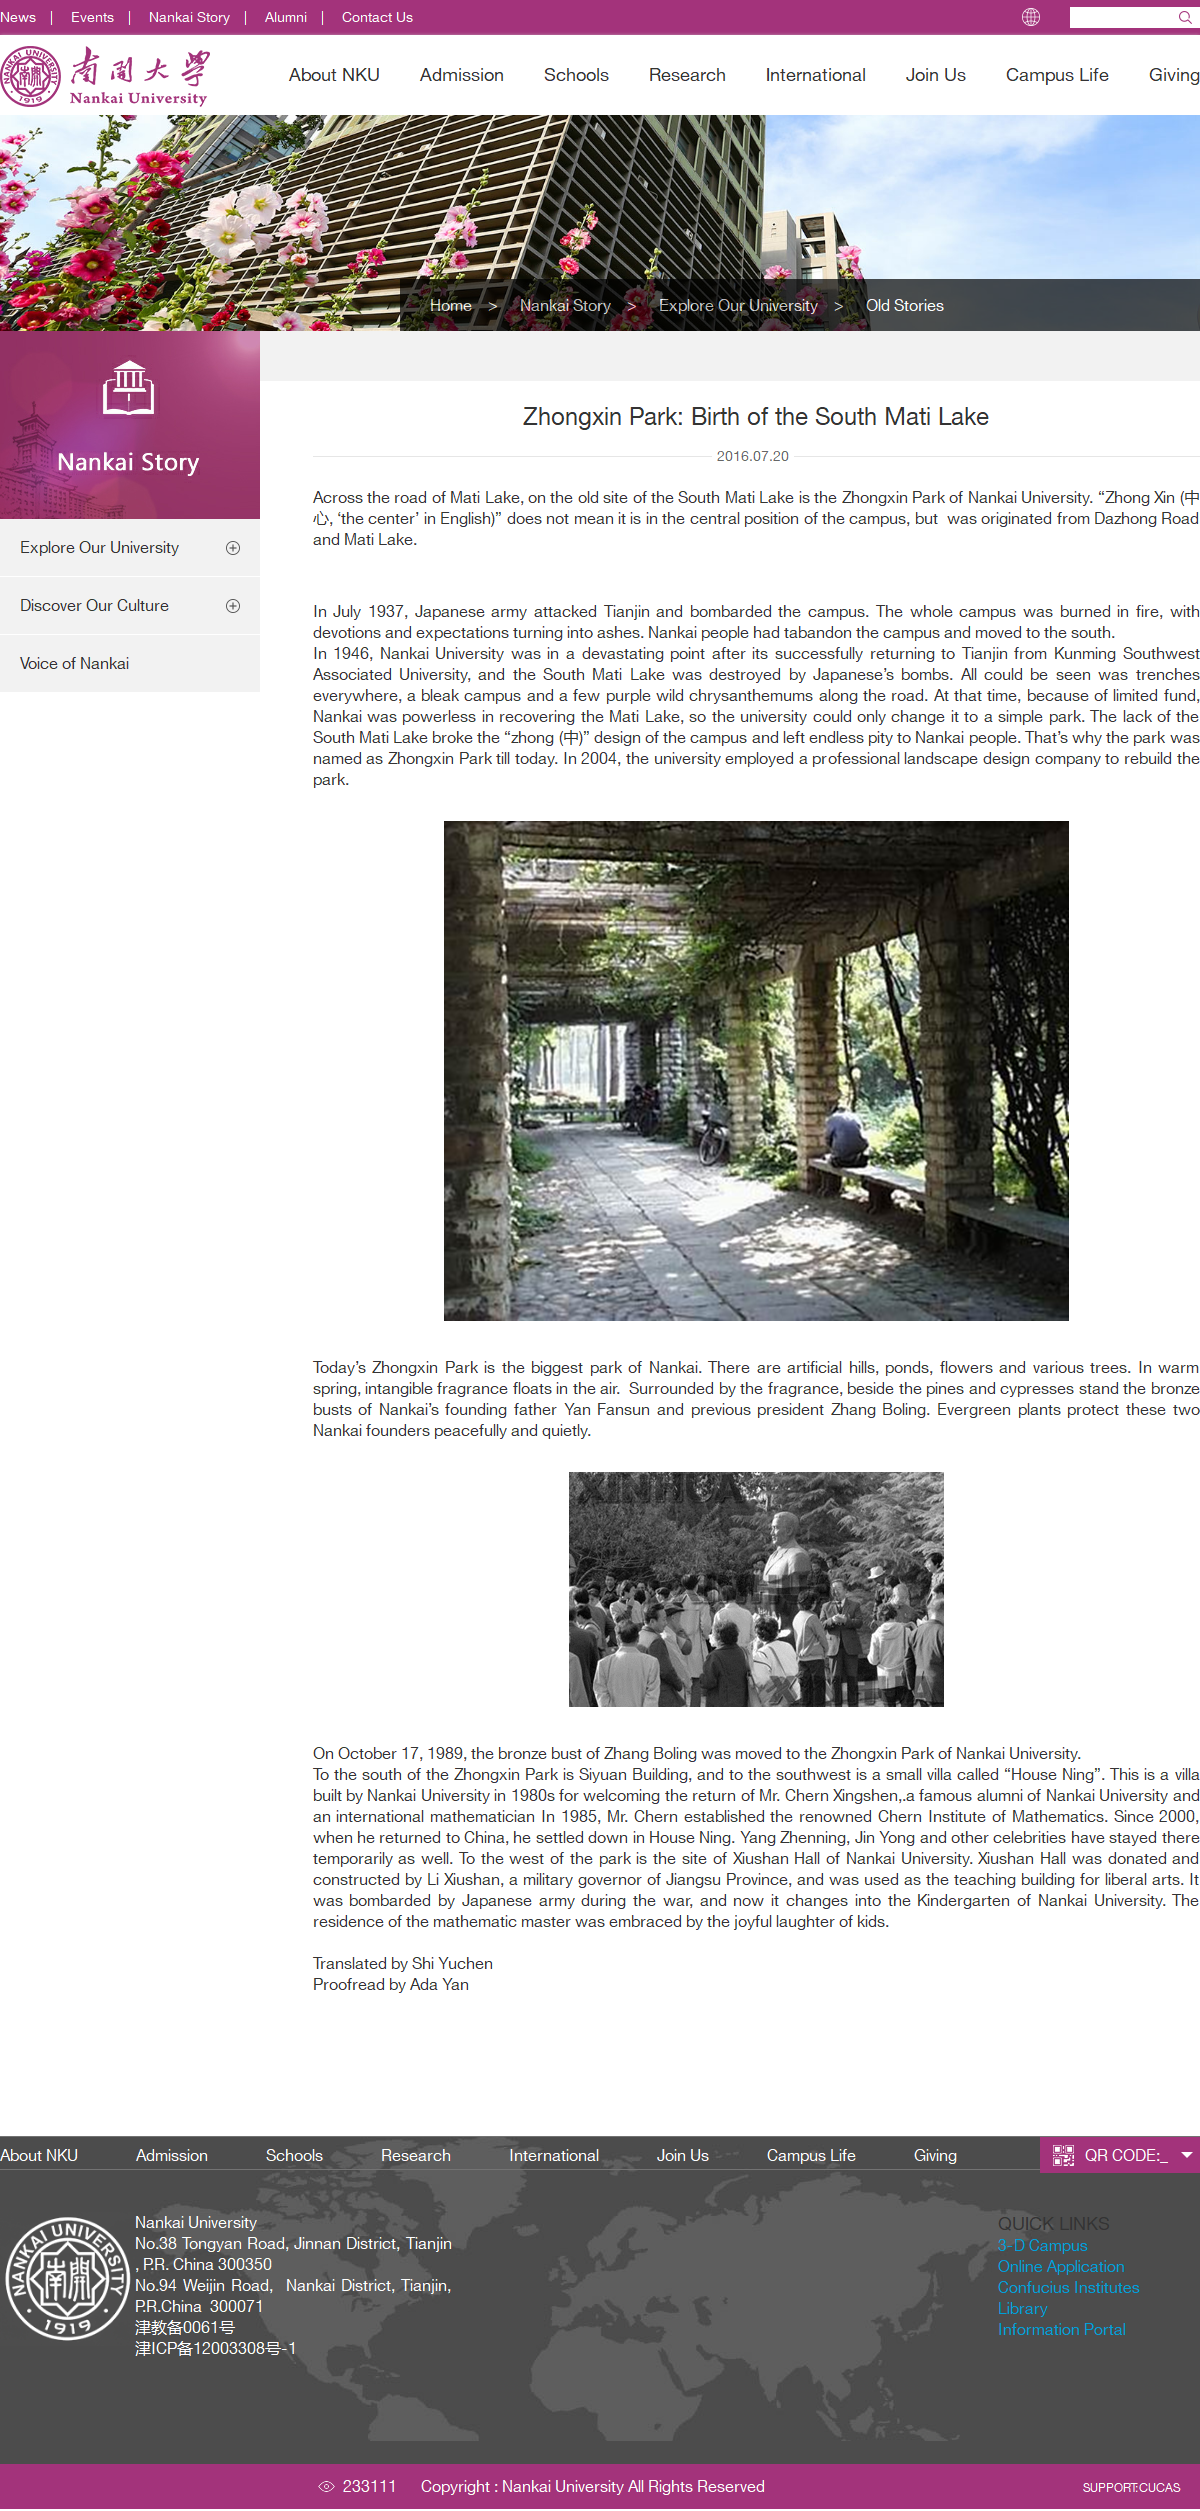 News | Events | Nankai Story | Alumni | Contact Us
NANKAI UNIVERSITY
1919
南開大學
Nankai University
About NKU Admission Schools Research International Join Us Campus Life Giving
Home > Nankai Story > Explore Our University > Old Stories
Nankai Story
Explore Our University
Discover Our Culture
Voice of Nankai
Zhongxin Park: Birth of the South Mati Lake
2016.07.20
Across the road of Mati Lake, on the old site of the South Mati Lake is the Zhongxin Park of Nankai University. “Zhong Xin (中
心, ‘the center’ in English)” does not mean it is in the central position of the campus, but  was originated from Dazhong Road
and Mati Lake.
In July 1937, Japanese army attacked Tianjin and bombarded the campus. The whole campus was burned in fire, with
devotions and expectations turning into ashes. Nankai people had tabandon the campus and moved to the south.
In 1946, Nankai University was in a devastating point after its successfully returning to Tianjin from Kunming Southwest
Associated University, and the South Mati Lake was destroyed by Japanese’s bombs. All could be seen was trenches
everywhere, a bleak campus and a few purple wild chrysanthemums along the road. At that time, because of limited fund,
Nankai was powerless in recovering the Mati Lake, so the university could only change it to a simple park. The lack of the
South Mati Lake broke the “zhong (中)” design of the campus and left endless pity to Nankai people. That’s why the park was
named as Zhongxin Park till today. In 2004, the university employed a professional landscape design company to rebuild the
park.
Today’s Zhongxin Park is the biggest park of Nankai. There are artificial hills, ponds, flowers and various trees. In warm
spring, intangible fragrance floats in the air.  Surrounded by the fragrance, beside the pines and cypresses stand the bronze
busts of Nankai’s founding father Yan Fansun and previous president Zhang Boling. Evergreen plants protect these two
Nankai founders peacefully and quietly.
XINHUA
XINHUA
XINHUA
On October 17, 1989, the bronze bust of Zhang Boling was moved to the Zhongxin Park of Nankai University.
To the south of the Zhongxin Park is Siyuan Building, and to the southwest is a small villa called “House Ning”. This is a villa
built by Nankai University in 1980s for welcoming the return of Mr. Chern Xingshen,.a famous alumni of Nankai University and
an international mathematician In 1985, Mr. Chern established the renowned Chern Institute of Mathematics. Since 2000,
when he returned to China, he settled down in House Ning. Yang Zhenning, Jin Yong and other celebrities have stayed there
temporarily as well. To the west of the park is the site of Xiushan Hall of Nankai University. Xiushan Hall was donated and
constructed by Li Xiushan, a military governor of Jiangsu Province, and was used as the teaching building for liberal arts. It
was bombarded by Japanese army during the war, and now it changes into the Kindergarten of Nankai University. The
residence of the mathematic master was embraced by the joyful laughter of kids.
Translated by Shi Yuchen
Proofread by Ada Yan
About NKU Admission Schools Research International Join Us Campus Life Giving QR CODE:_
NANKAI UNIVERSITY
南開
1919
Nankai University
No.38 Tongyan Road, Jinnan District, Tianjin
, P.R. China 300350
No.94 Weijin Road,  Nankai District, Tianjin,
P.R.China  300071
津教备0061号
津ICP备12003308号-1
QUICK LINKS
3-D Campus
Online Application
Confucius Institutes
Library
Information Portal
233111 Copyright : Nankai University All Rights Reserved SUPPORT:CUCAS